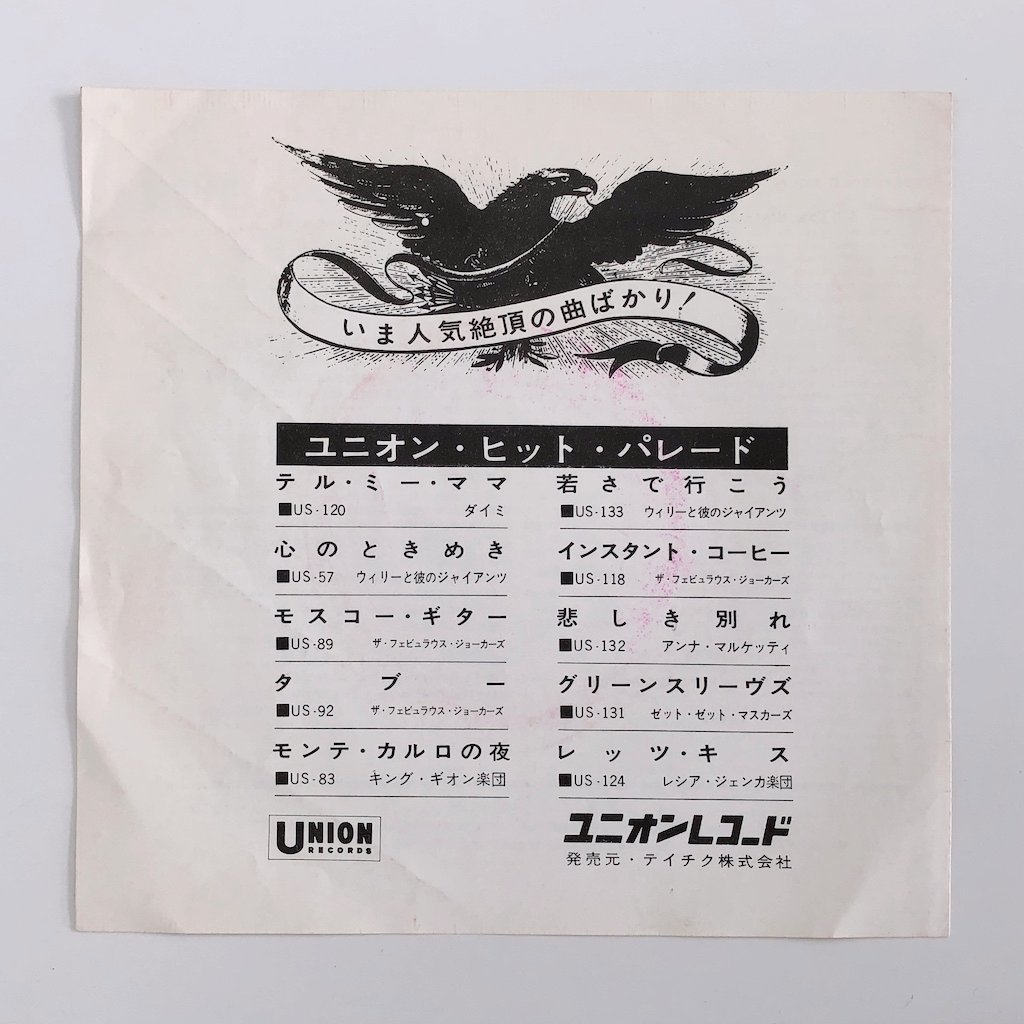 いま人気絶頂の曲ばかり!
ユニオン・ヒット・パレード
テル・ミー・ママ
■US-120 ダイミ
心のときめき
■US-57 ウィリーと彼のジャイアンツ
モスコー・ギター
■US-89 ザ・フェビュラウス・ジョーカーズ
タブー
■US-92 ザ・フェビュラウス・ジョーカーズ
モンテ・カルロの夜
■US-83 キング・ギオン楽団
若さで行こう
■US-133 ウィリーと彼のジャイアンツ
インスタント・コーヒー
■US-118 ザ・フェビュラウス・ジョーカーズ
悲しき別れ
■US-132 アンナ・マルケッティ
グリーンスリーヴズ
■US-131 ゼット・ゼット・マスカーズ
レッツ・キス
■US-124 レシア・ジェンカ楽団
UNION
RECORDS
ユニオンレコード
発売元・テイチク株式会社